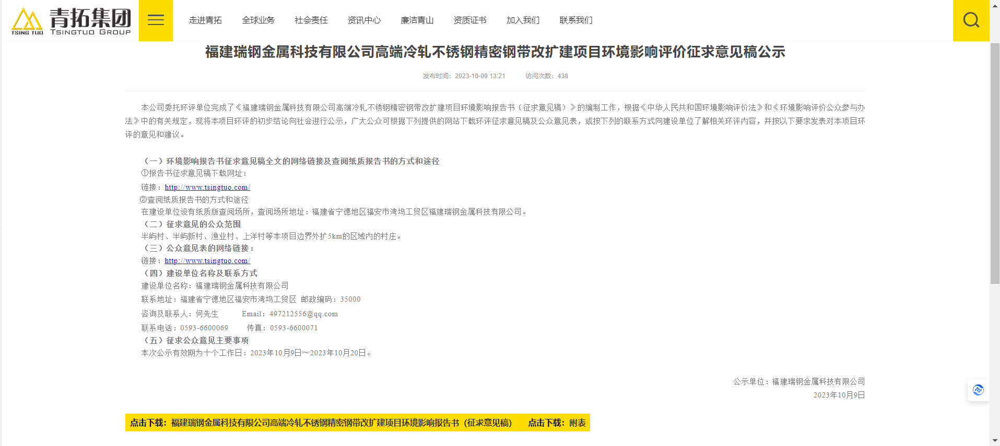 青拓集团
TSING TUO
TSINGTUO GROUP
走进青拓 全球业务 社会责任 资讯中心 廉洁青山 资质证书 加入我们 联系我们
福建瑞钢金属科技有限公司高端冷轧不锈钢精密钢带改扩建项目环境影响评价征求意见稿公示
发布时间：2023-10-09 13:21 访问次数：438
本公司委托环评单位完成了《福建瑞钢金属科技有限公司高端冷轧不锈钢精密钢带改扩建项目环境影响报告书（征求意见稿）》的编制工作，根据《中华人民共和国环境影响评价法》和《环境影响评价公众参与办
法》中的有关规定，现将本项目环评的初步结论向社会进行公示，广大公众可根据下列提供的网站下载环评征求意见稿及公众意见表，或按下列的联系方式向建设单位了解相关环评内容，并按以下要求发表对本项目环
评的意见和建议。
（一）环境影响报告书征求意见稿全文的网络链接及查阅纸质报告书的方式和途径
①报告书征求意见稿下载网址：
链接：http://www.tsingtuo.com/
②查阅纸质报告书的方式和途径
在建设单位设有纸质版查阅场所，查阅场所地址：福建省宁德地区福安市湾坞工贸区福建瑞钢金属科技有限公司。
（二）征求意见的公众范围
半屿村、半屿新村、渔业村、上洋村等本项目边界外扩5km的区域内的村庄。
（三）公众意见表的网络链接：
链接：http://www.tsingtuo.com/
（四）建设单位名称及联系方式
建设单位名称：福建瑞钢金属科技有限公司
联系地址：福建省宁德地区福安市湾坞工贸区 邮政编码：35000
咨询及联系人：何先生 Email：497212556@qq.com
联系电话：0593-6600069 传真：0593-6600071
（五）征求公众意见主要事项
本次公示有效期为十个工作日：2023年10月9日～2023年10月20日。
公示单位：福建瑞钢金属科技有限公司
2023年10月9日
点击下载：福建瑞钢金属科技有限公司高端冷轧不锈钢精密钢带改扩建项目环境影响报告书（征求意见稿） 点击下载：附表